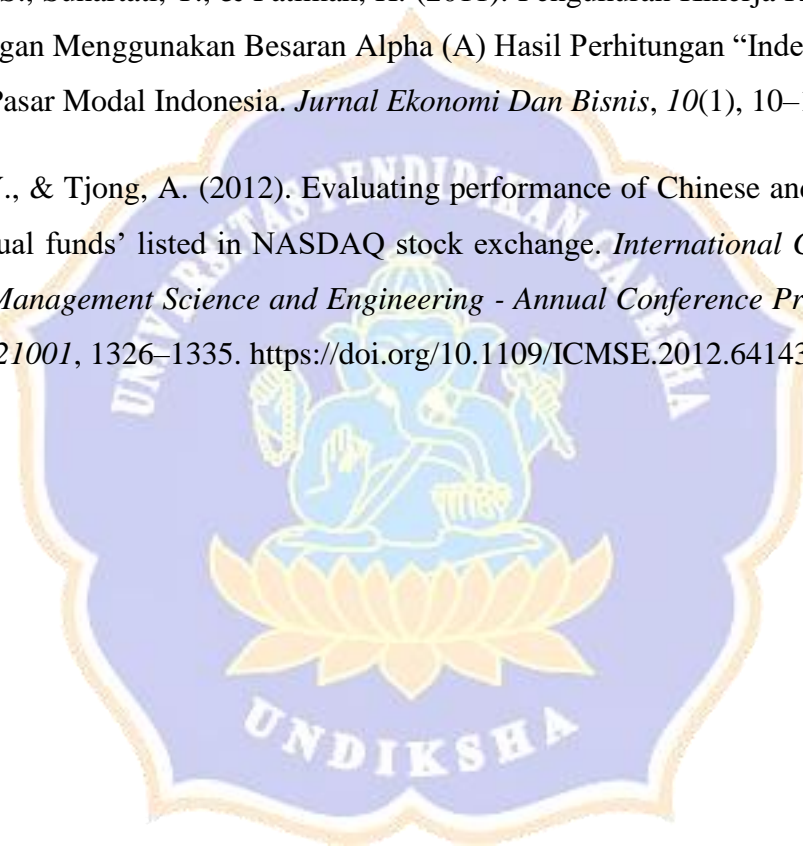 S., Suhartati, T., & Fatimah, K. (2011). Pengukuran Kinerja
gan Menggunakan Besaran Alpha (A) Hasil Perhitungan “Inde
Pasar Modal Indonesia. Jurnal Ekonomi Dan Bisnis, 10(1), 10–1
., & Tjong, A. (2012). Evaluating performance of Chinese and
ual funds’ listed in NASDAQ stock exchange. International C
Management Science and Engineering - Annual Conference Pr
21001, 1326–1335. https://doi.org/10.1109/ICMSE.2012.64143
UNIVERSITAS PENDIDIKAN GANESHA
UNDIKSHA